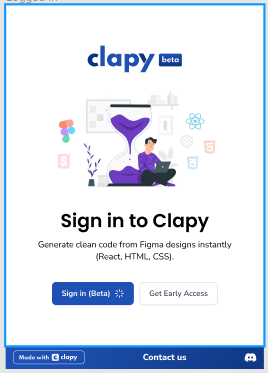 clapy beta
Sign in to Clapy
Generate clean code from Figma designs instantly
(React, HTML, CSS).
Sign in (Beta)
Get Early Access
Made with clapy
Contact us